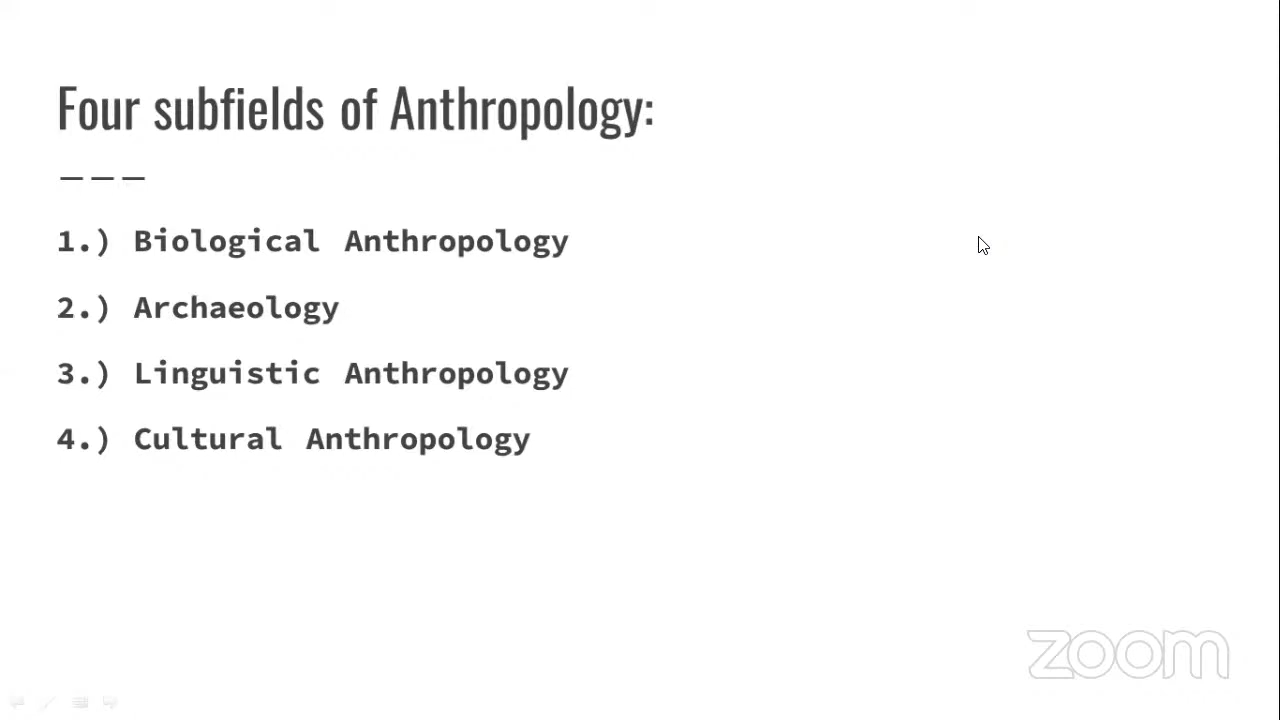 Four subfields of Anthropology:
1.) Biological Anthropology
2.) Archaeology
3.) Linguistic Anthropology
4.) Cultural Anthropology
zoom